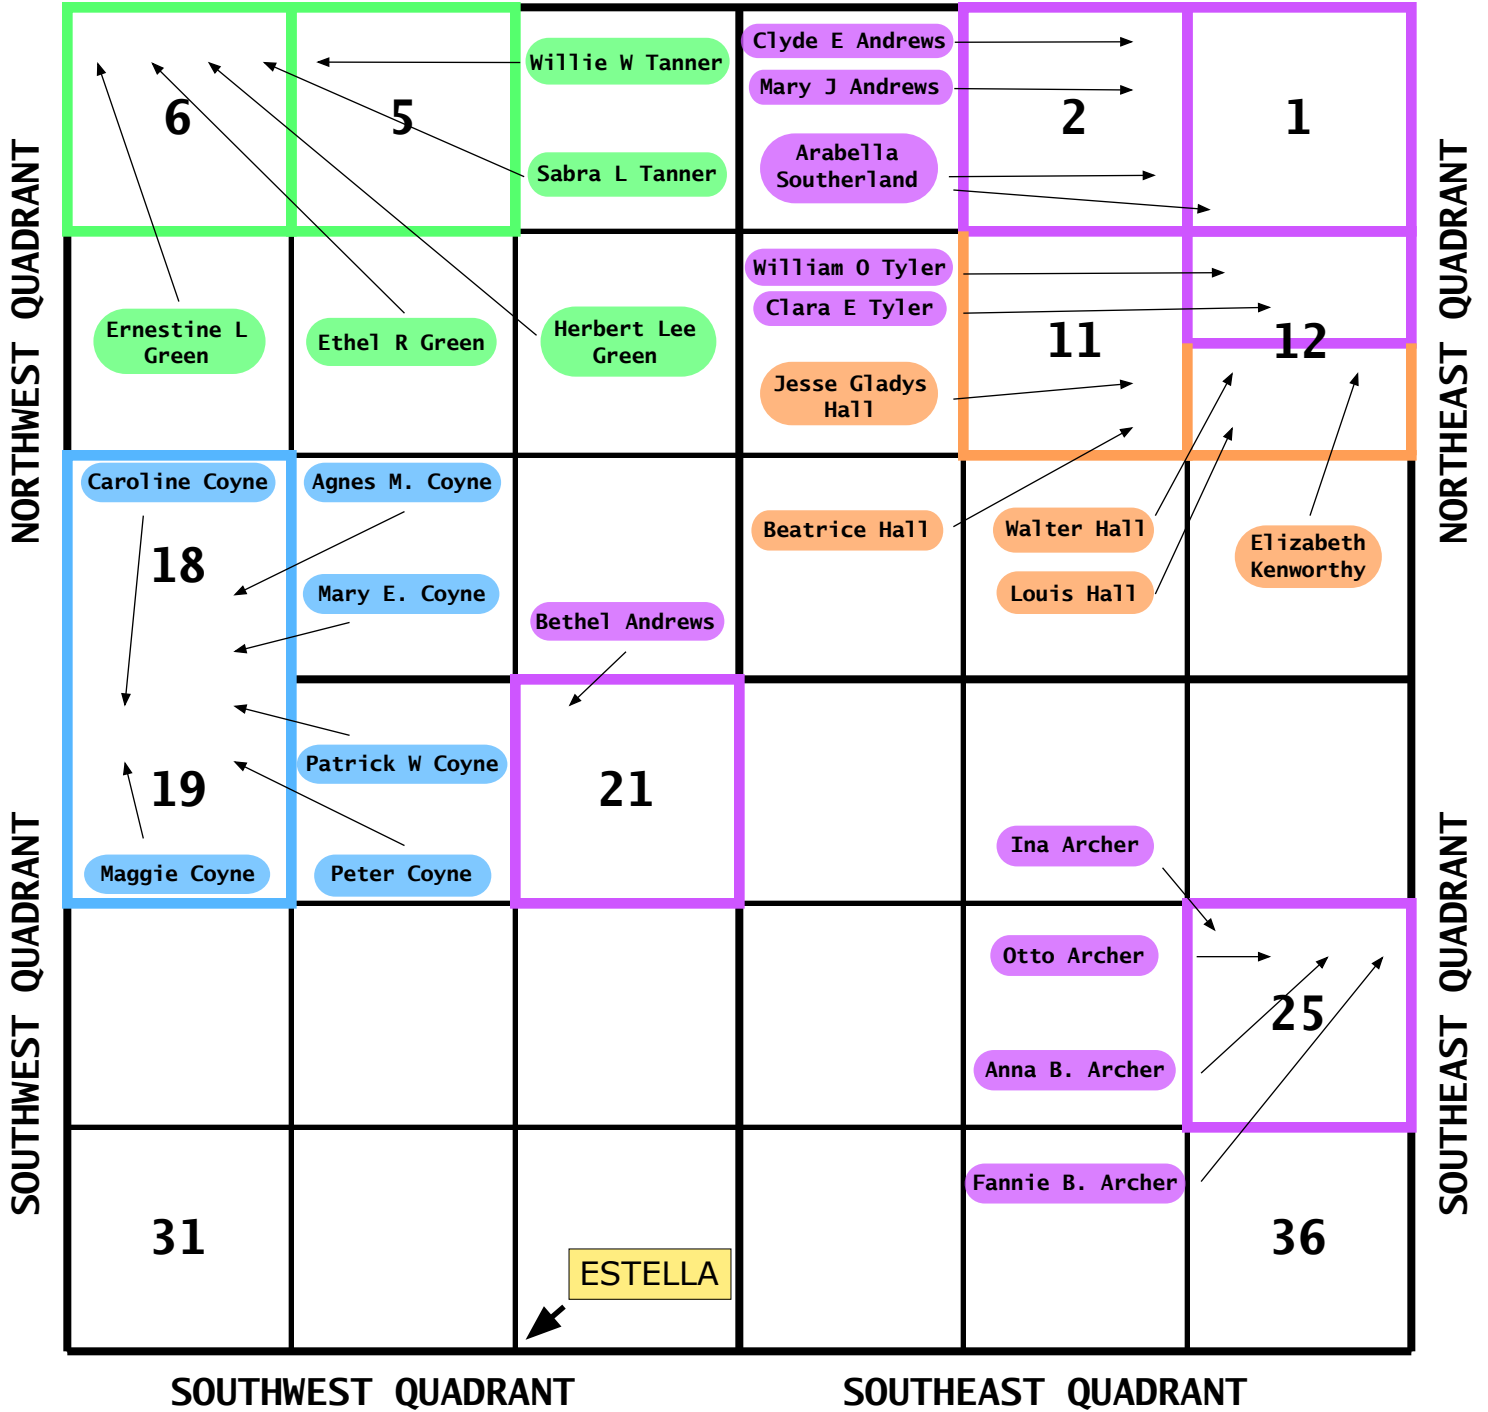 Clyde E Andrews
Willie W Tanner
Mary J Andrews
6
5
2
1
Arabella
Southerland
Sabra L Tanner
NORTHWEST QUADRANT
NORTHEAST QUADRANT
William O Tyler
Clara E Tyler
Ernestine L
Green
Ethel R Green
Herbert Lee
Green
11
12
Jesse Gladys
Hall
Caroline Coyne
Agnes M. Coyne
Beatrice Hall
Walter Hall
Elizabeth
Kenworthy
18
Mary E. Coyne
Louis Hall
Bethel Andrews
Patrick W Coyne
19
21
Ina Archer
Maggie Coyne
Peter Coyne
SOUTHWEST QUADRANT
SOUTHEAST QUADRANT
Otto Archer
25
Anna B. Archer
Fannie B. Archer
31
36
ESTELLA
SOUTHWEST QUADRANT
SOUTHEAST QUADRANT